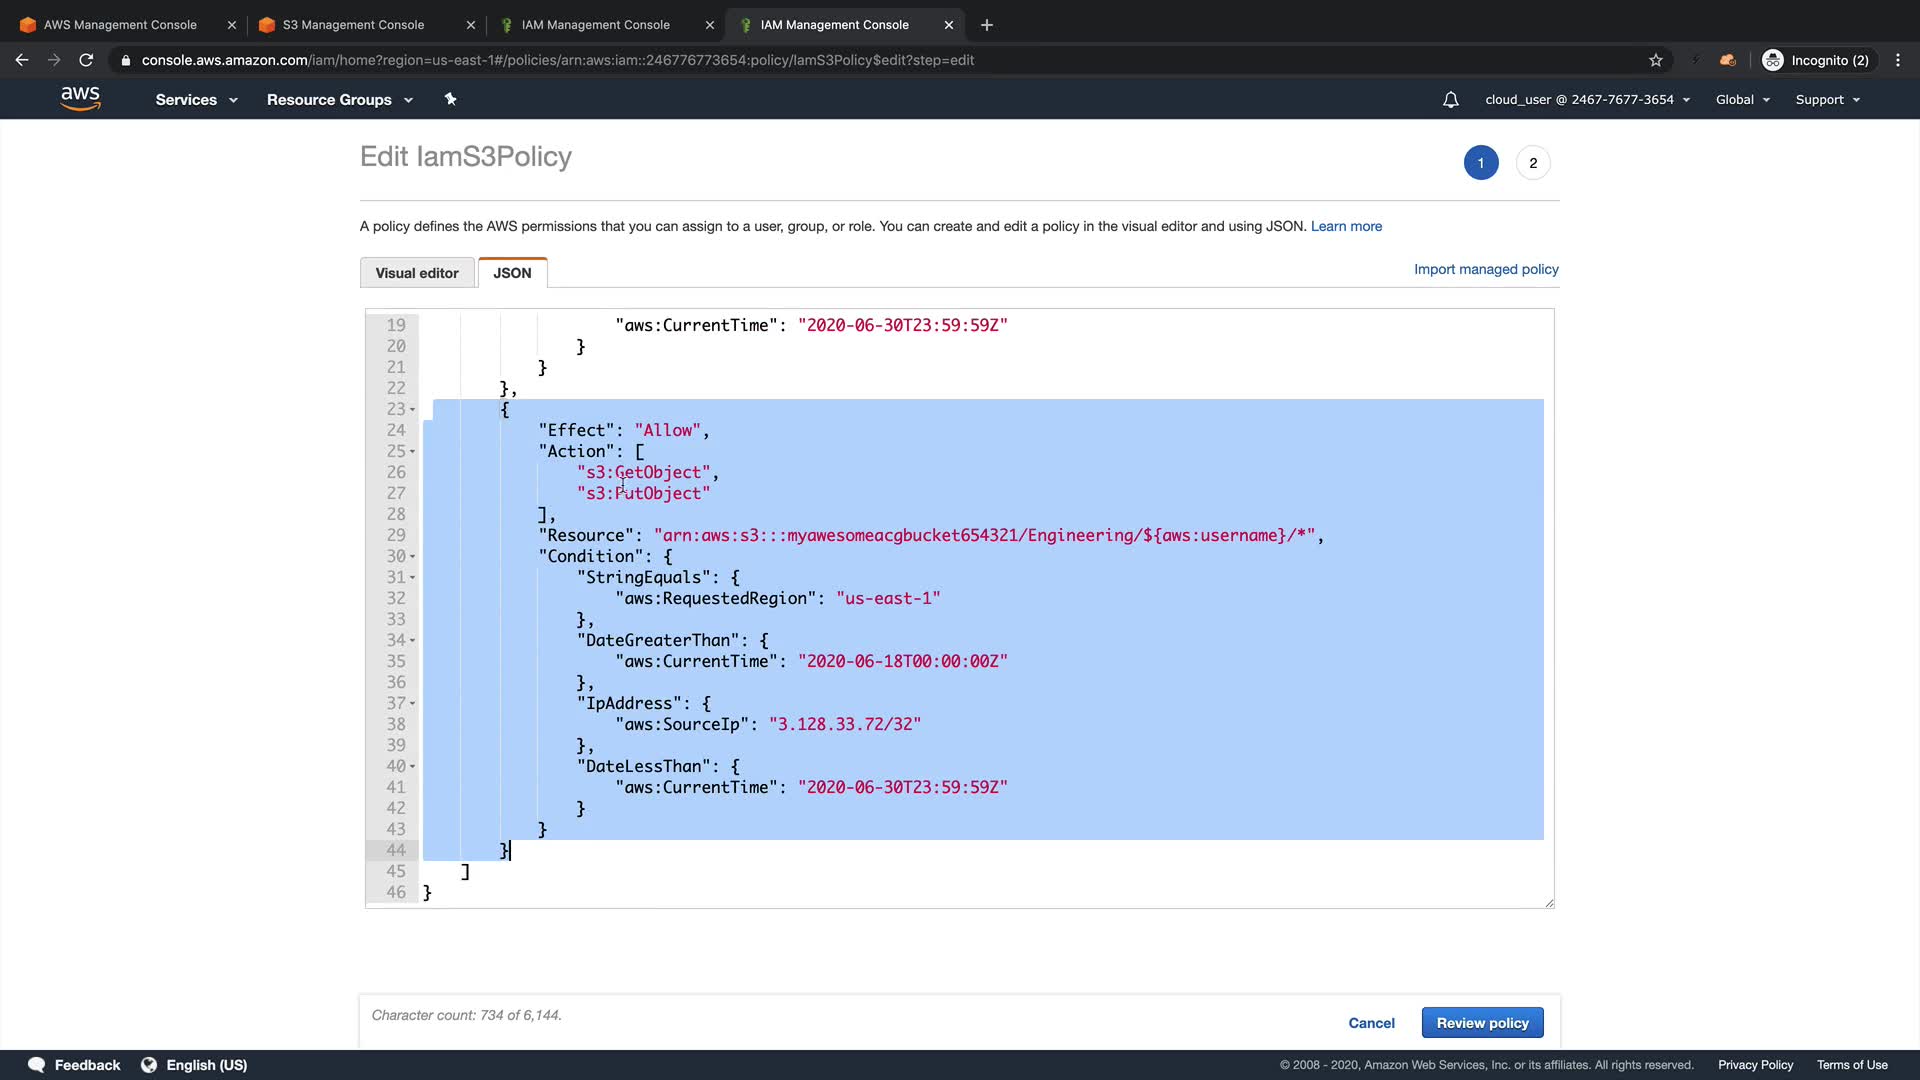 AWS Management Console
S3 Management Console
IAM Management Console
IAM Management Console
console.aws.amazon.com/iam/home?region=us-east-1#/policies/arn:aws:iam::246776773654:policy/IamS3Policy$edit?step=edit
Incognito (2)
aws
Services
Resource Groups
cloud_user @ 2467-7677-3654
Global
Support
Edit IamS3Policy
1
2
A policy defines the AWS permissions that you can assign to a user, group, or role. You can create and edit a policy in the visual editor and using JSON. Learn more
Visual editor
JSON
Import managed policy
19 "aws:CurrentTime": "2020-06-30T23:59:59Z"
20 }
21 }
22 },
23 {
24 "Effect": "Allow",
25 "Action": [
26 "s3:GetObject",
27 "s3:PutObject"
28 ],
29 "Resource": "arn:aws:s3:::myawesomeacgbucket654321/Engineering/${aws:username}/*",
30 "Condition": {
31 "StringEquals": {
32 "aws:RequestedRegion": "us-east-1"
33 },
34 "DateGreaterThan": {
35 "aws:CurrentTime": "2020-06-18T00:00:00Z"
36 },
37 "IpAddress": {
38 "aws:SourceIp": "3.128.33.72/32"
39 },
40 "DateLessThan": {
41 "aws:CurrentTime": "2020-06-30T23:59:59Z"
42 }
43 }
44 }
45 ]
46 }
Character count: 734 of 6,144.
Cancel
Review policy
Feedback
English (US)
© 2008 - 2020, Amazon Web Services, Inc. or its affiliates. All rights reserved.
Privacy Policy
Terms of Use